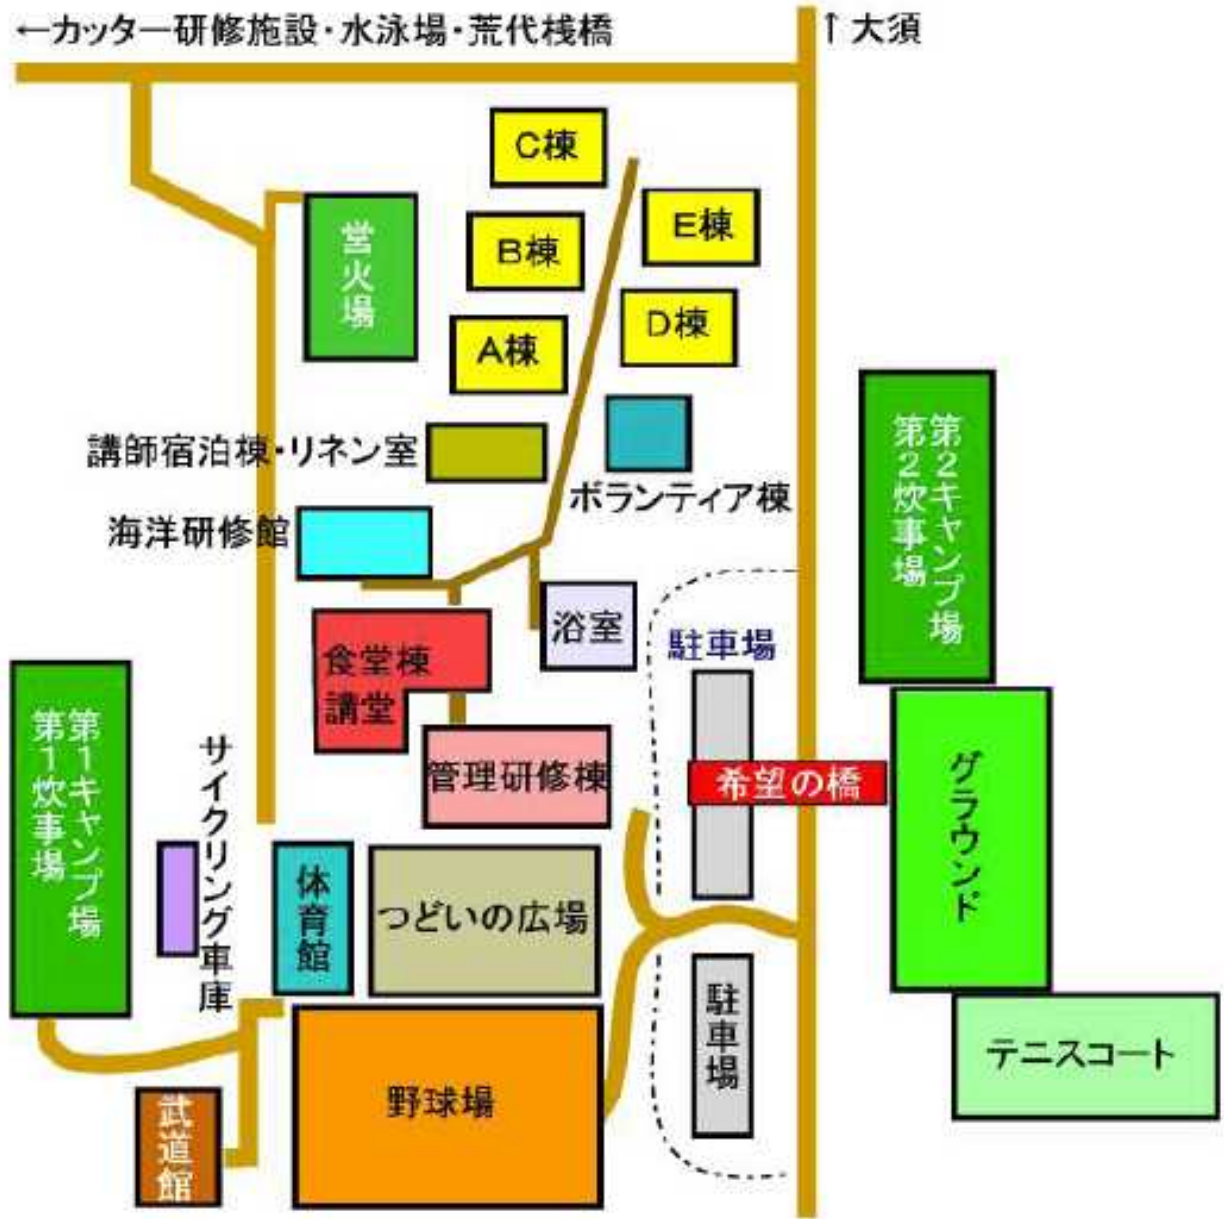 ←カッター研修施設・水泳場・荒代桟橋
↑大須
C棟
E棟
B棟
D棟
A棟
営火場
講師宿泊棟・リネン室
ボランティア棟
海洋研修館
第2キャンプ場
第2炊事場
浴室
駐車場
食堂棟
講堂
管理研修棟
希望の橋
グラウンド
第1キャンプ場
第1炊事場
サイクリング車庫
体育館
つどいの広場
駐車場
テニスコート
野球場
武道館